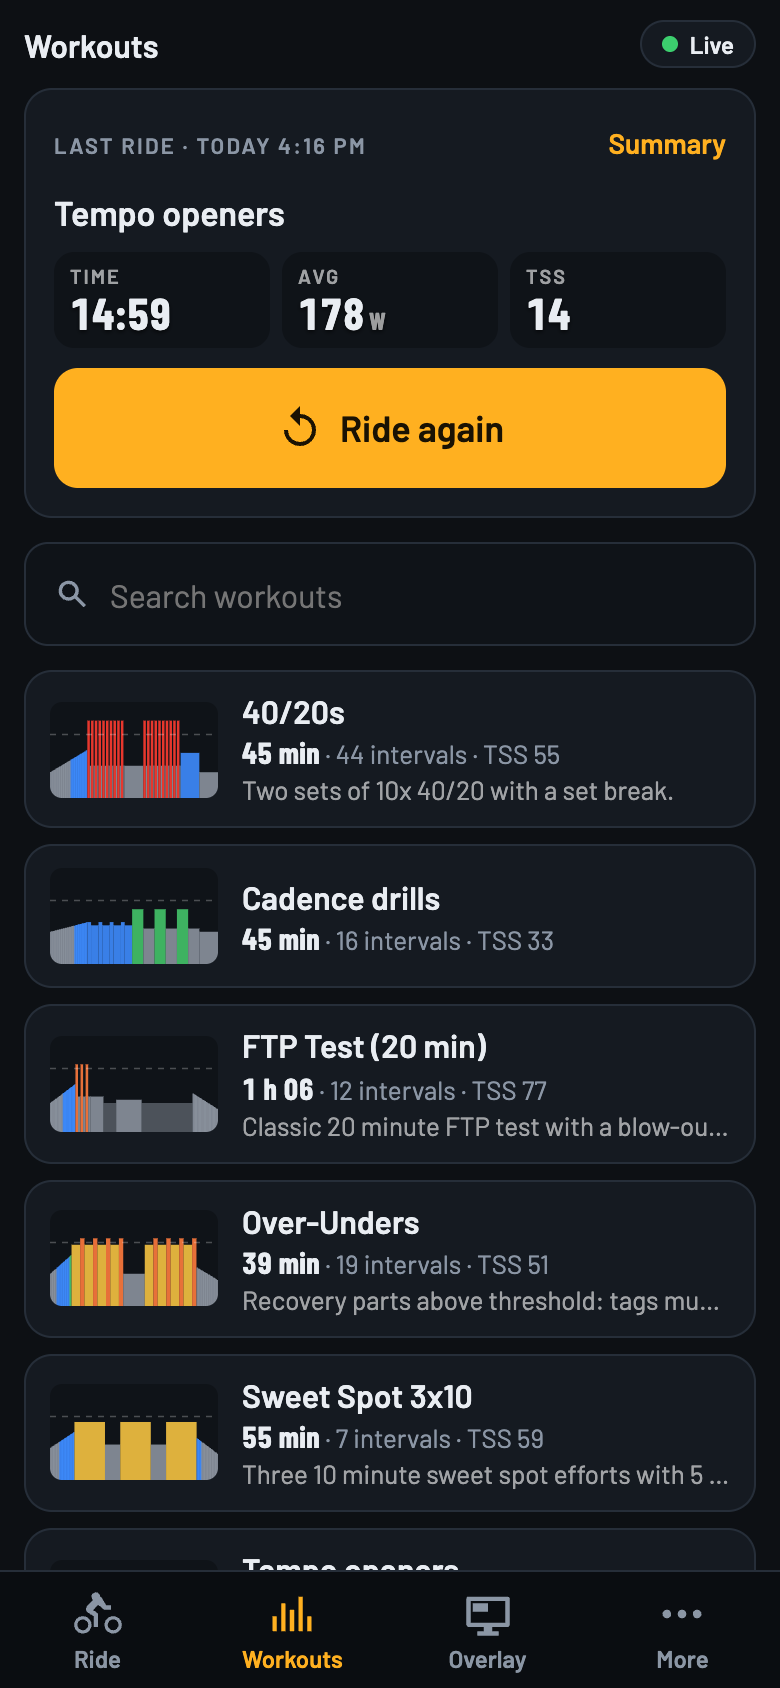 Workouts
Live
LAST RIDE · TODAY 4:16 PM
Summary
Tempo openers
TIME
14:59
AVG
178 W
TSS
14
Ride again
Search workouts
40/20s
45 min · 44 intervals · TSS 55
Two sets of 10x 40/20 with a set break.
Cadence drills
45 min · 16 intervals · TSS 33
FTP Test (20 min)
1 h 06 · 12 intervals · TSS 77
Classic 20 minute FTP test with a blow-ou...
Over-Unders
39 min · 19 intervals · TSS 51
Recovery parts above threshold: tags mu...
Sweet Spot 3x10
55 min · 7 intervals · TSS 59
Three 10 minute sweet spot efforts with 5 ...
Tempo openers
Ride
Workouts
Overlay
More